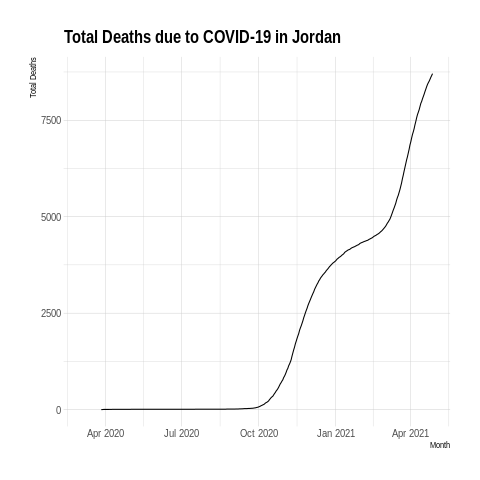 Total Deaths due to COVID-19 in Jordan
Total Deaths
7500
5000
2500
0
Apr 2020 Jul 2020 Oct 2020 Jan 2021 Apr 2021
Month